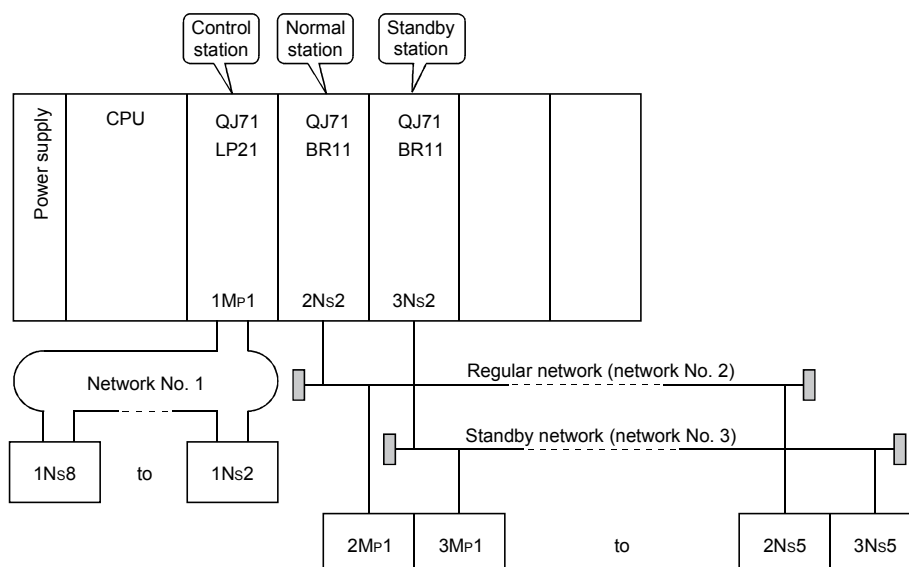 Control
station
Normal
station
Standby
station
Power supply
CPU
QJ71
LP21
QJ71
BR11
QJ71
BR11
1MP1
2NS2
3NS2
Network No. 1
Regular network (network No. 2)
Standby network (network No. 3)
1NS8
to
1NS2
2MP1
3MP1
to
2NS5
3NS5